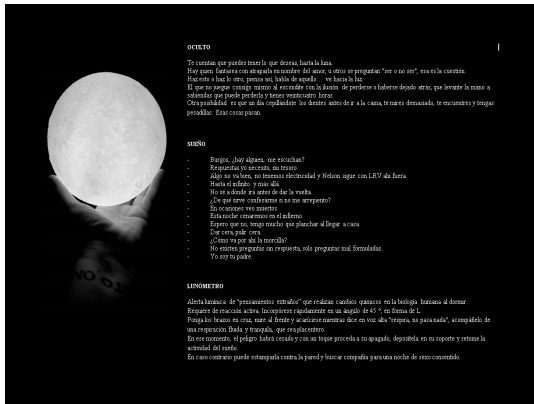 OCULTO
Te cuentan que puedes tener lo que deseas, hasta la luna.
Hay quien fantasea con atraparla en nombre del amor, u otros se preguntan "ser o no ser", esa es la cuestión.
Haz esto o haz lo otro, piensa así, habla de aquello… ve hacia la luz.
El que no juegue consigo mismo al escondite con la ilusión de perderse o haberse dejado atrás, que levante la mano a
sabiendas que puede perderla y tienes veinticuatro horas.
Otra posibilidad es que un día cepillándote los dientes antes de ir a la cama, te mires demasiado, te encuentres y tengas
pesadillas. Esas cosas pasan.
SUEÑO
- Burgos, ¿hay alguien, me escuchan?
- Respuestas yo necesito, mi tesoro.
- Algo no va bien, no tenemos electricidad y Nelson sigue con LRV ahí fuera.
- Hasta el infinito y más allá.
- No sé a dónde irá antes de dar la vuelta.
- ¿De qué sirve confesarme si no me arrepiento?
- En ocasiones veo muertos.
- Esta noche cenaremos en el infierno.
- Espero que no, tengo mucho que planchar al llegar a casa.
- Dar cera, pulir cera.
- ¿Cómo va por ahí la morcilla?
- No existen preguntas sin respuesta, solo preguntas mal formuladas.
- Yo soy tu padre.
LUNÓMETRO
Alerta lumínica de "pensamientos extraños" que realizan cambios químicos en la biología humana al dormir.
Requiere de reacción activa. Incorpórese rápidamente en un ángulo de 45 º, en forma de L.
Ponga los brazos en cruz, mire al frente y acaríciese mientras dice en voz alta "respira, no pasa nada", acompáñelo de
una respiración fluida y tranquila, que sea placentero.
En ese momento, el peligro habrá cesado y con un toque proceda a su apagado, deposítela en su soporte y retome la
actividad del sueño.
En caso contrario puede estamparla contra la pared y buscar compañía para una noche de sexo consentido.